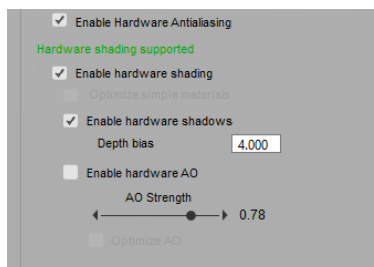 Enable Hardware Antialiasing
Hardware shading supported
Enable hardware shading
Optimize simple materials
Enable hardware shadows
Depth bias 4.000
Enable hardware AO
AO Strength
0.78
Optimize AO